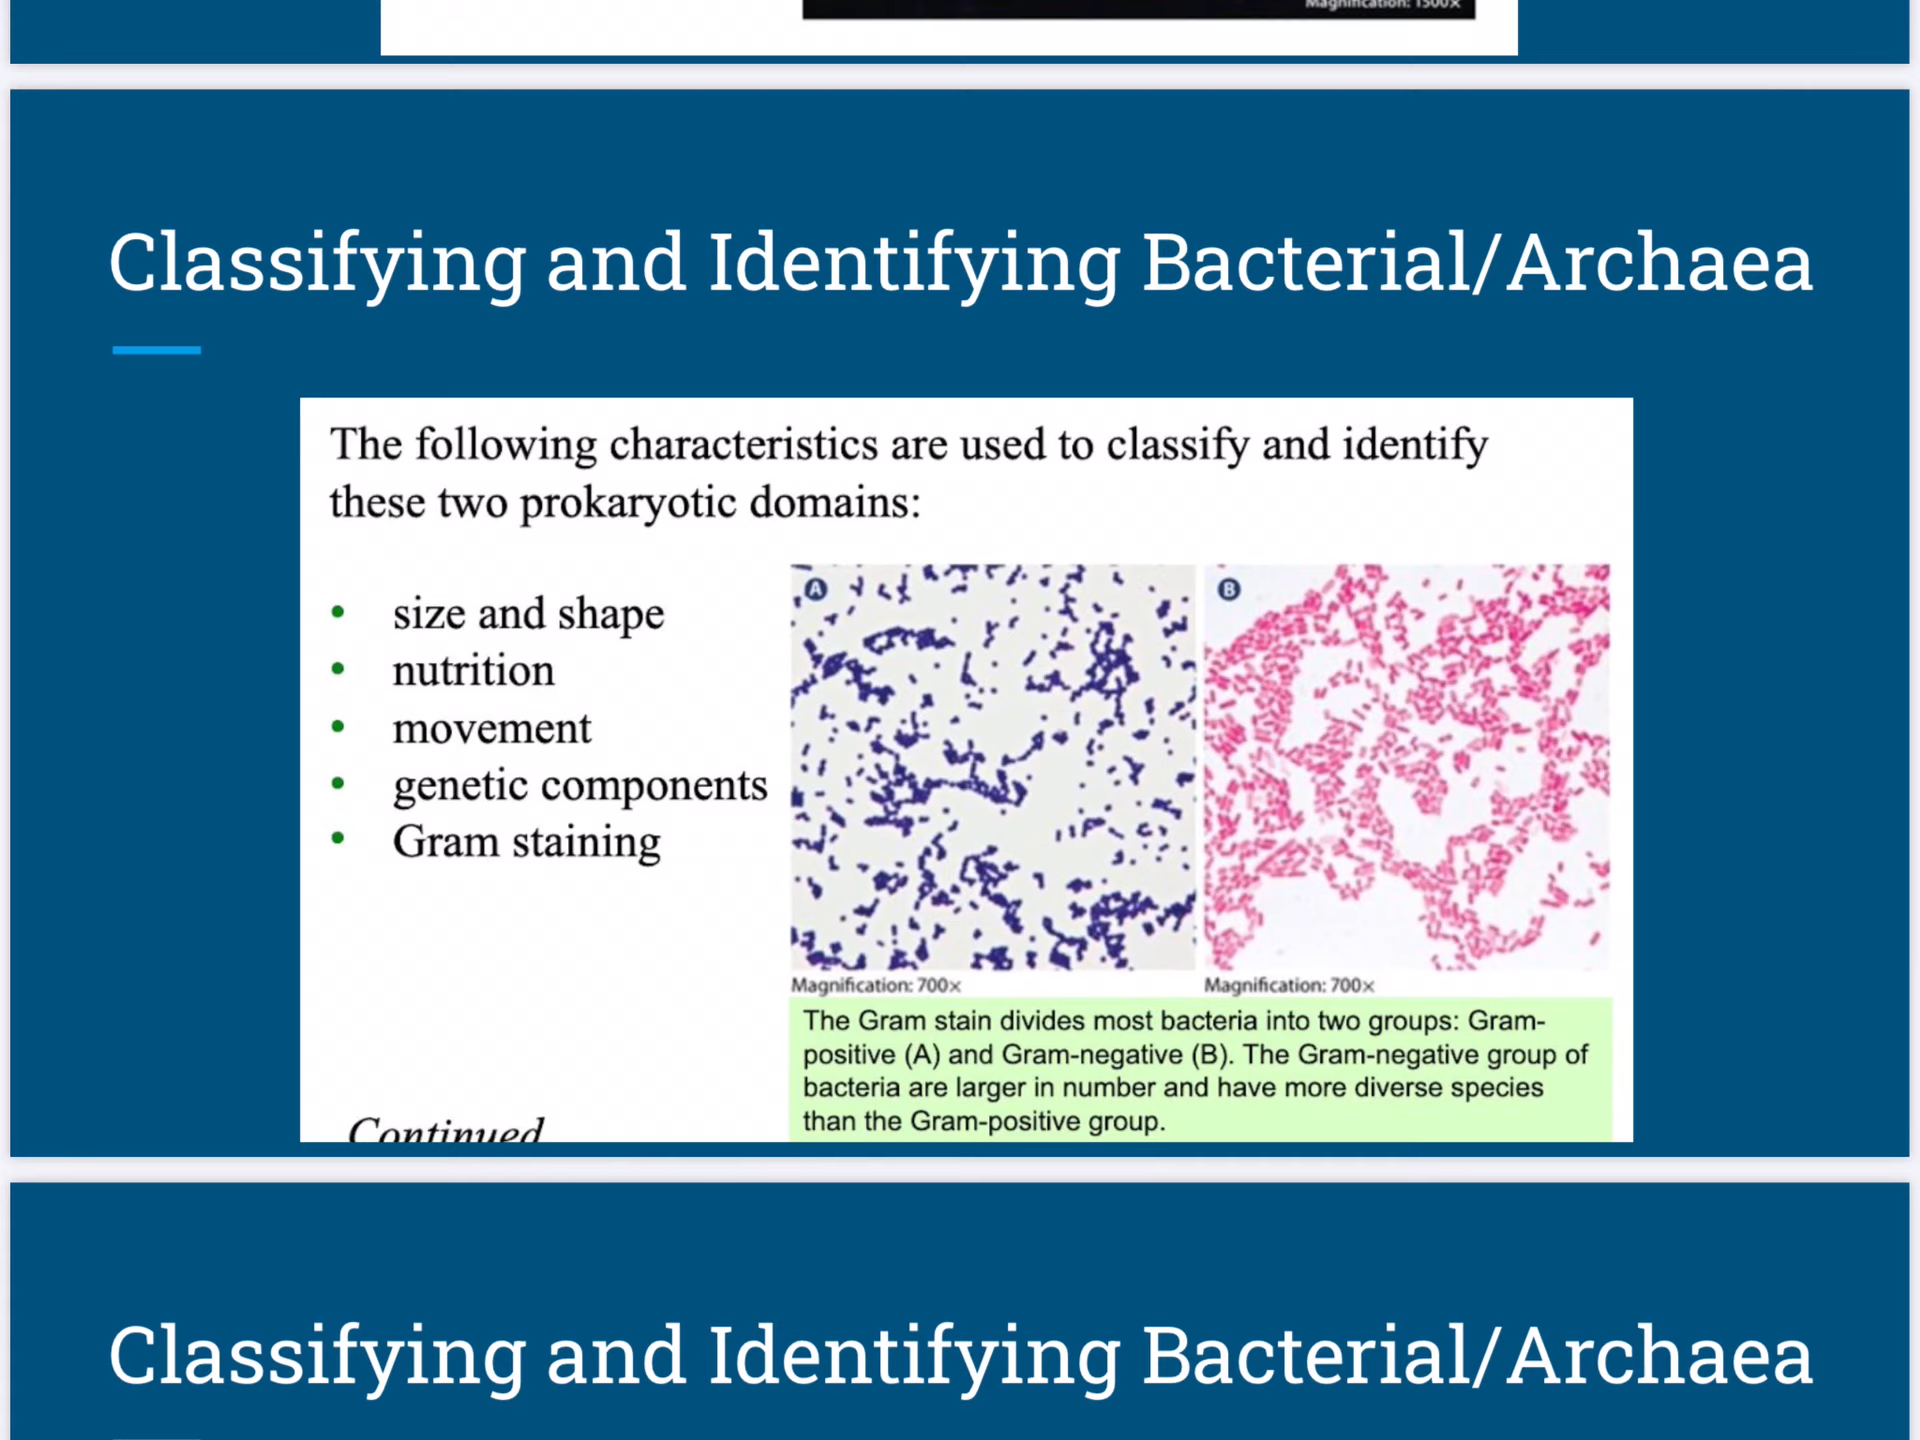 Magnification: 1500×
Classifying and Identifying Bacterial/Archaea
The following characteristics are used to classify and identify
these two prokaryotic domains:
• size and shape
• nutrition
• movement
• genetic components
• Gram staining
A
B
Magnification: 700×
Magnification: 700×
The Gram stain divides most bacteria into two groups: Gram-
positive (A) and Gram-negative (B). The Gram-negative group of
bacteria are larger in number and have more diverse species
than the Gram-positive group.
Continued
Classifying and Identifying Bacterial/Archaea